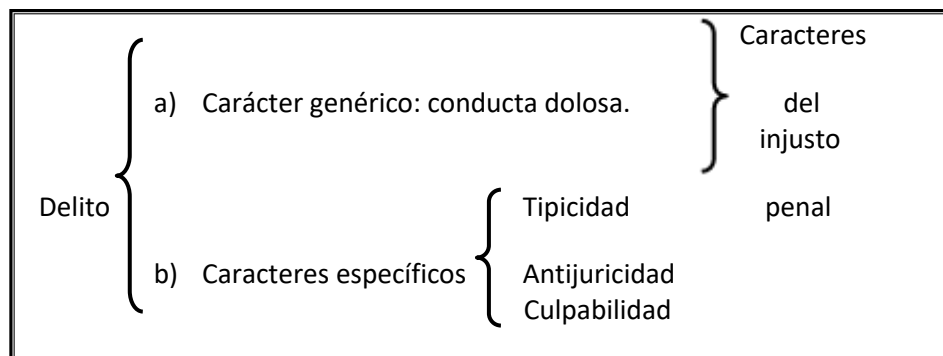 Caracteres
a) Carácter genérico: conducta dolosa. del
injusto
Delito Tipicidad penal
b) Caracteres específicos Antijuricidad
Culpabilidad